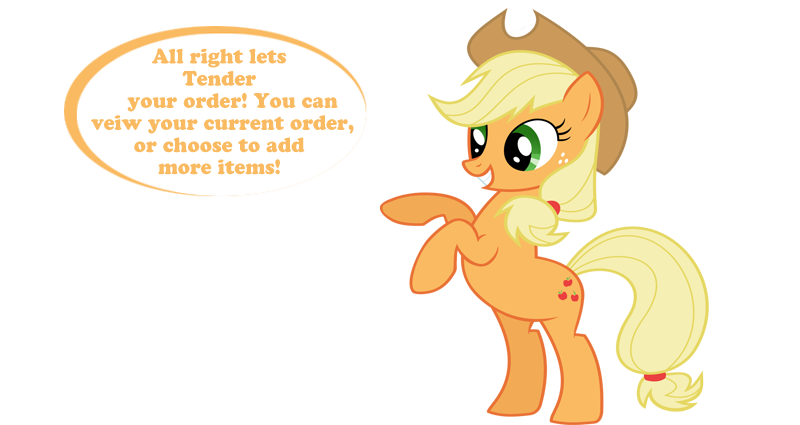 All right lets
Tender
your order! You can
veiw your current order,
or choose to add
more items!